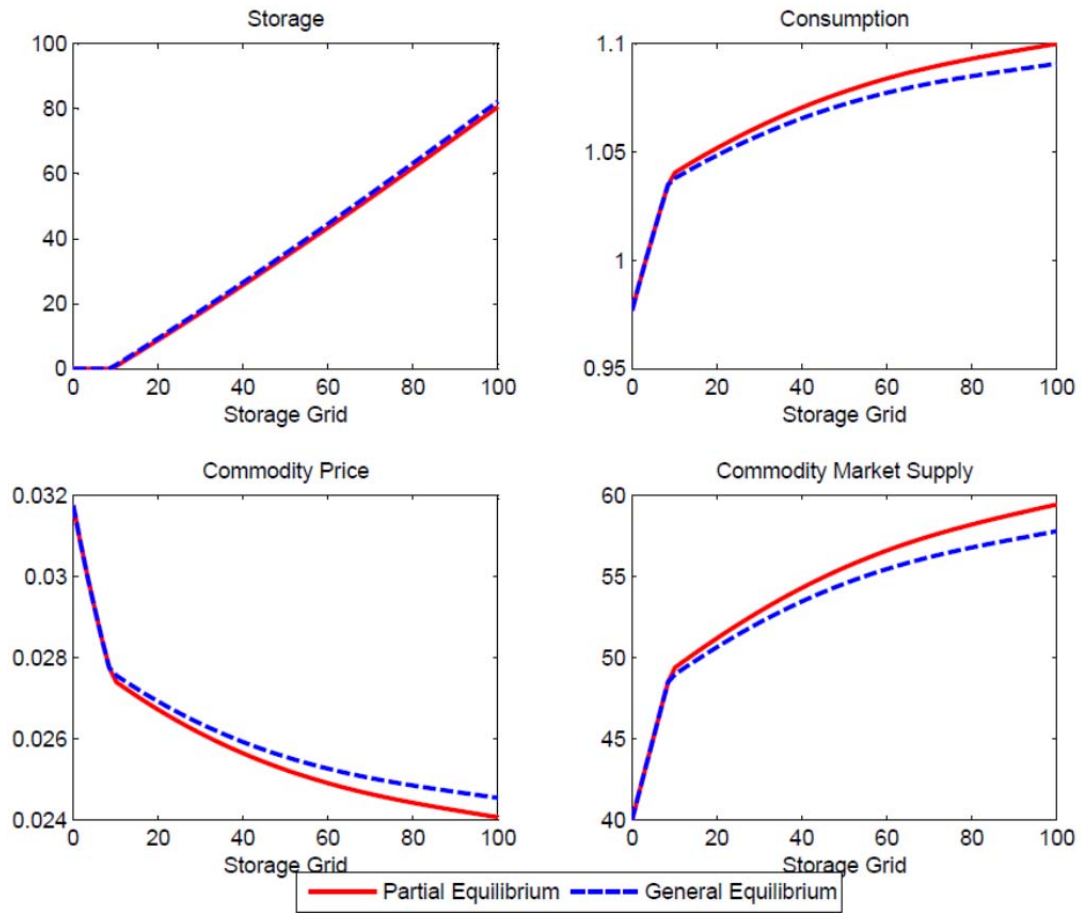 Storage
100
80
60
40
20
0
0 20 40 60 80 100
Storage Grid
Consumption
1.1
1.05
1
0.95
0 20 40 60 80 100
Storage Grid
Commodity Price
0.032
0.03
0.028
0.026
0.024
0 20 40 60 80 100
Storage Grid
Commodity Market Supply
60
55
50
45
40
0 20 40 60 80 100
Storage Grid
Partial Equilibrium General Equilibrium